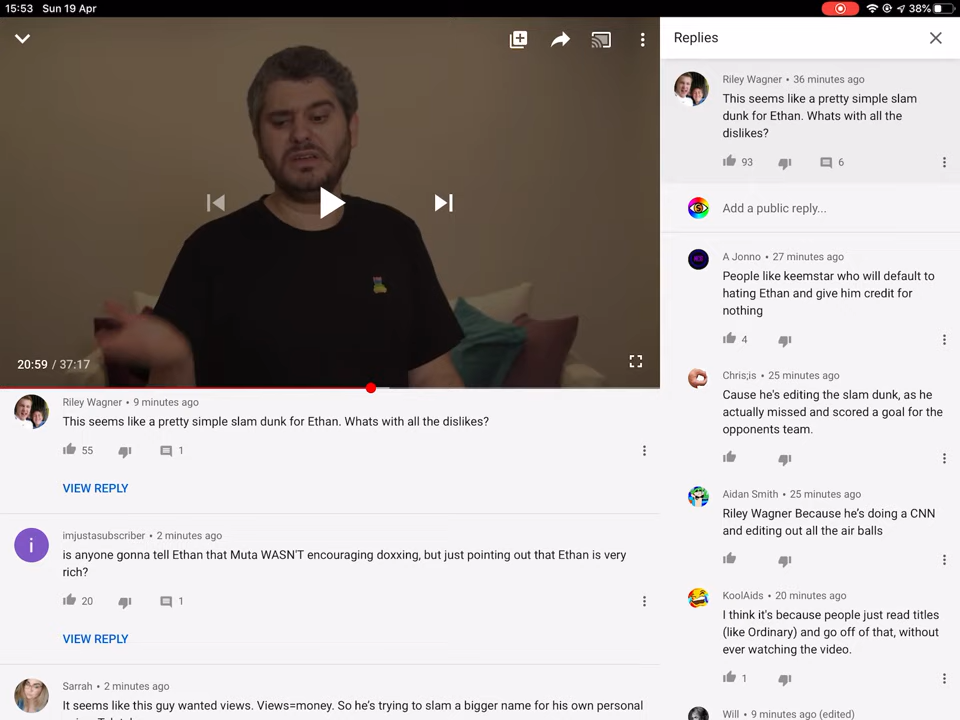 15:53 Sun 19 Apr
38%
20:59 / 37:17
Riley Wagner • 9 minutes ago
This seems like a pretty simple slam dunk for Ethan. Whats with all the dislikes?
55 1
VIEW REPLY
i
imjustasubscriber • 2 minutes ago
is anyone gonna tell Ethan that Muta WASN'T encouraging doxxing, but just pointing out that Ethan is very
rich?
20 1
VIEW REPLY
Sarrah • 2 minutes ago
It seems like this guy wanted views. Views=money. So he's trying to slam a bigger name for his own personal
Replies
Riley Wagner • 36 minutes ago
This seems like a pretty simple slam
dunk for Ethan. Whats with all the
dislikes?
93 6
Add a public reply...
A Jonno • 27 minutes ago
People like keemstar who will default to
hating Ethan and give him credit for
nothing
4
Chris;is • 25 minutes ago
Cause he's editing the slam dunk, as he
actually missed and scored a goal for the
opponents team.
Aidan Smith • 25 minutes ago
Riley Wagner Because he's doing a CNN
and editing out all the air balls
KoolAids • 20 minutes ago
I think it's because people just read titles
(like Ordinary) and go off of that, without
ever watching the video.
1
Will • 9 minutes ago (edited)